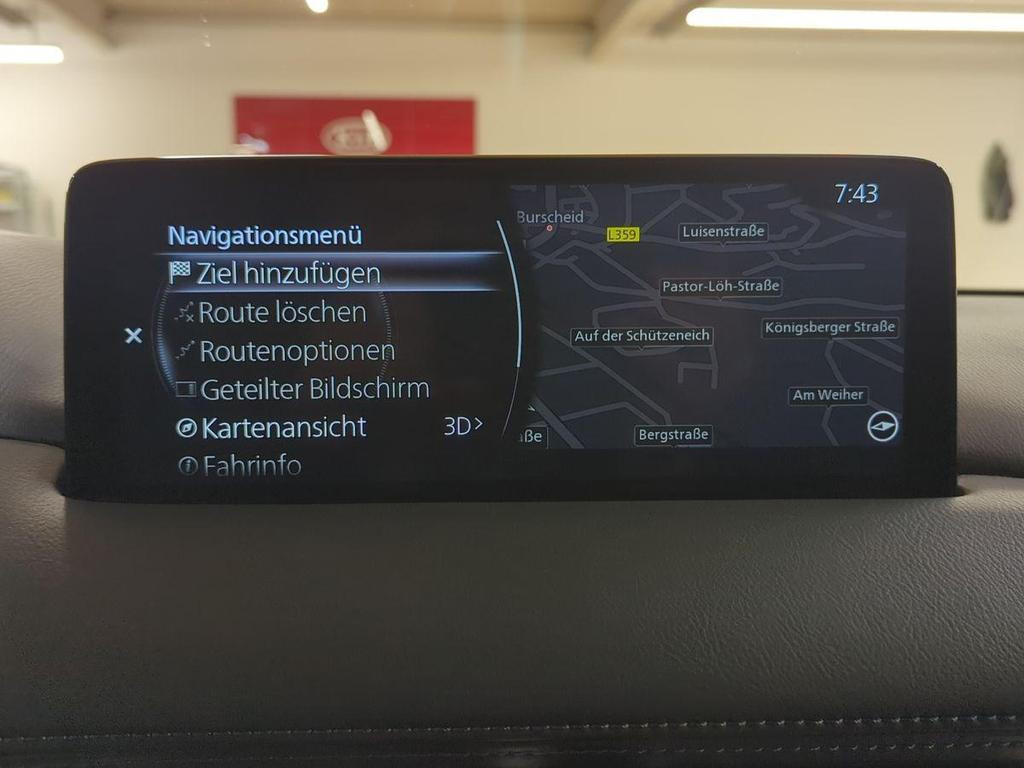 7:43
Navigationsmenü
Ziel hinzufügen
Route löschen
Routenoptionen
Geteilter Bildschirm
Kartenansicht 3D>
Fahrinfo
Burscheid
L359
Luisenstraße
Pastor-Löh-Straße
Auf der Schützeneich
Königsberger Straße
Am Weiher
Bergstraße
aße